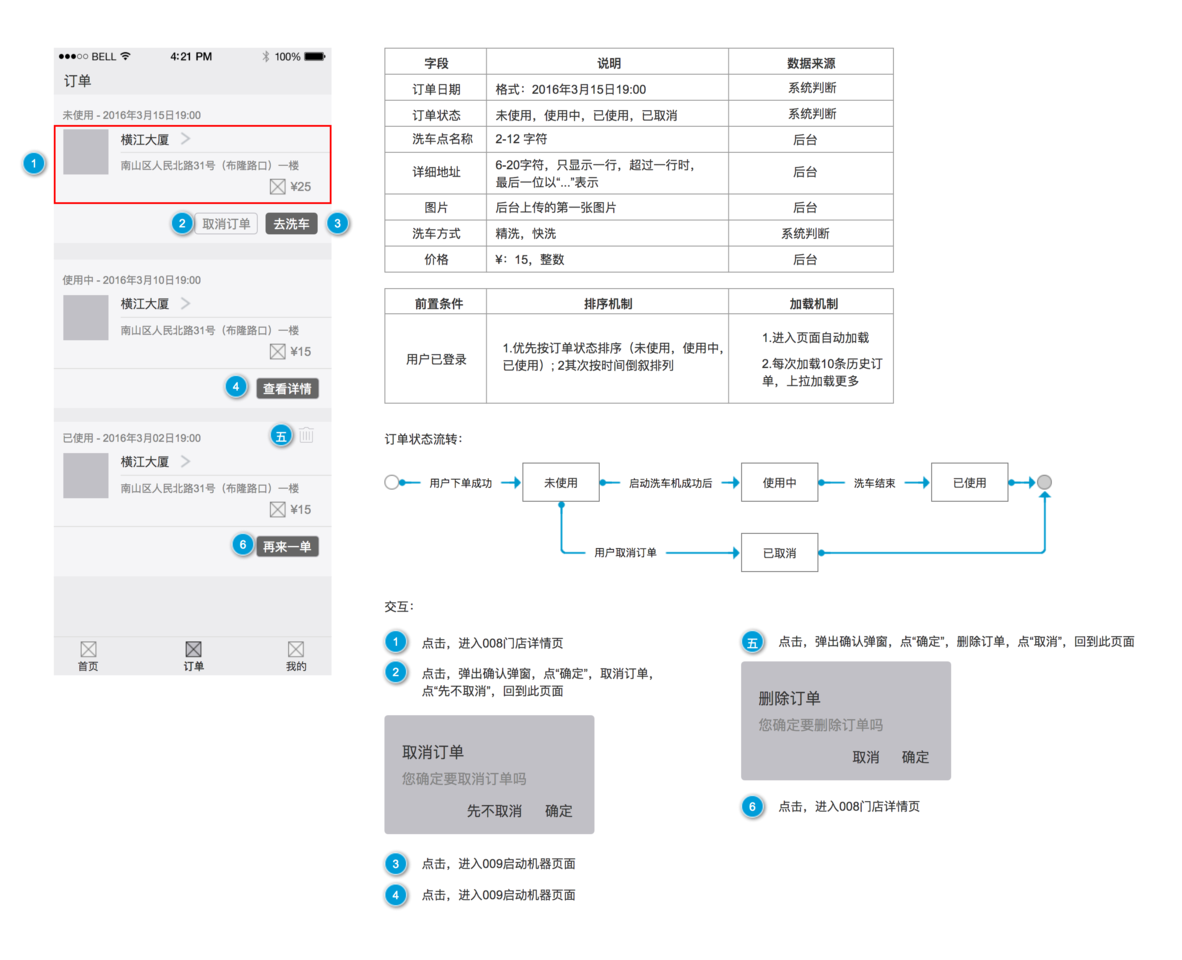 BELL 4:21 PM 100%
订单
未使用 - 2016年3月15日19:00
横江大厦
1
南山区人民北路31号（布隆路口）一楼
¥25
2 取消订单 去洗车 3
使用中 - 2016年3月10日19:00
横江大厦
南山区人民北路31号（布隆路口）一楼
¥15
4 查看详情
已使用 - 2016年3月02日19:00 五
横江大厦
南山区人民北路31号（布隆路口）一楼
¥15
6 再来一单
首页 订单 我的
字段 说明 数据来源
订单日期 格式：2016年3月15日19:00 系统判断
订单状态 未使用，使用中，已使用，已取消 系统判断
洗车点名称 2-12 字符 后台
详细地址 6-20字符，只显示一行，超过一行时，
最后一位以“...”表示 后台
图片 后台上传的第一张图片 后台
洗车方式 精洗，快洗 系统判断
价格 ¥：15，整数 后台
前置条件 排序机制 加载机制
用户已登录
1.优先按订单状态排序（未使用，使用中，
已使用）; 2其次按时间倒叙排列
1.进入页面自动加载
2.每次加载10条历史订
单，上拉加载更多
订单状态流转：
用户下单成功 未使用 启动洗车机成功后 使用中 洗车结束 已使用
用户取消订单 已取消
交互：
1 点击，进入008门店详情页
2 点击，弹出确认弹窗，点“确定”，取消订单，
点“先不取消”，回到此页面
取消订单
您确定要取消订单吗
先不取消 确定
3 点击，进入009启动机器页面
4 点击，进入009启动机器页面
五 点击，弹出确认弹窗，点“确定”，删除订单，点“取消”，回到此页面
删除订单
您确定要删除订单吗
取消 确定
6 点击，进入008门店详情页